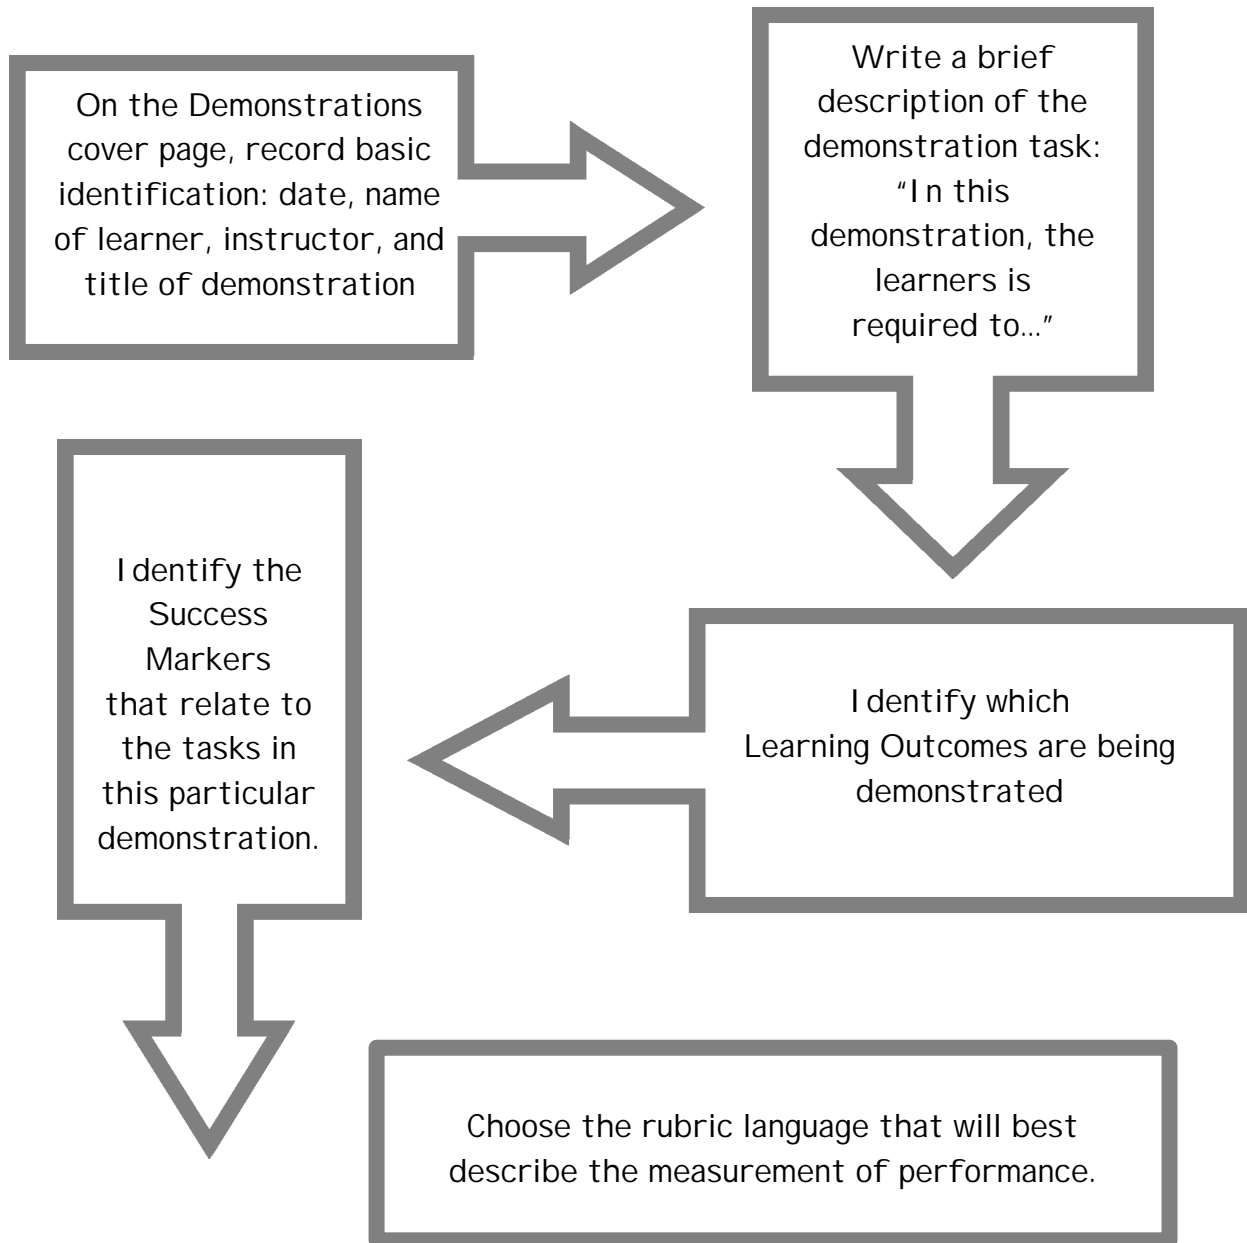 On the Demonstrations
cover page, record basic
identification: date, name
of learner, instructor, and
title of demonstration
Write a brief
description of the
demonstration task:
“In this
demonstration, the
learners is
required to…”
Identify which
Learning Outcomes are being
demonstrated
Identify the
Success
Markers
that relate to
the tasks in
this particular
demonstration.
Choose the rubric language that will best
describe the measurement of performance.